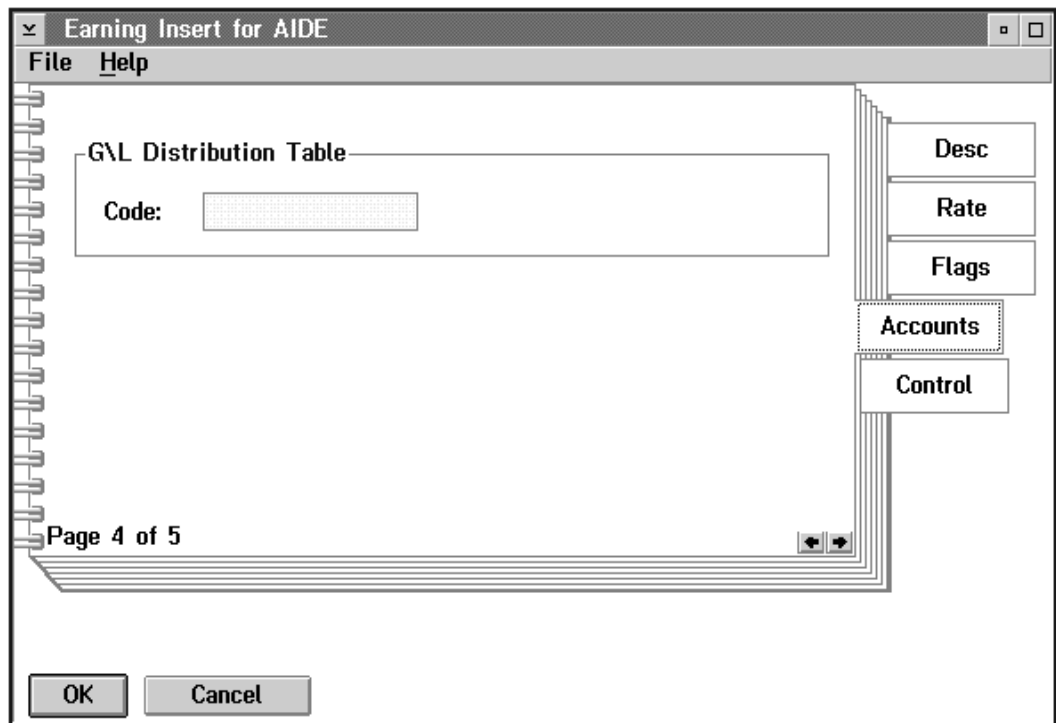 Earning Insert for AIDE
File Help
G\L Distribution Table
Code:
Desc
Rate
Flags
Accounts
Control
Page 4 of 5
OK Cancel